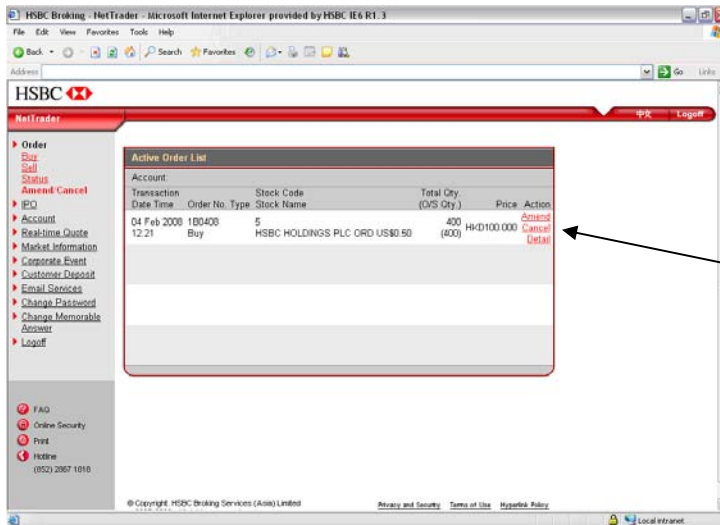 HSBC Broking - NetTrader - Microsoft Internet Explorer provided by HSBC IE6 R1.3
File Edit View Favorites Tools Help
Back Search Favorites
Address Go Links
HSBC
NetTrader 中文 Logoff
Order
Buy
Sell
Status
Amend/Cancel
IPO
Account
Real-time Quote
Market Information
Corporate Event
Customer Deposit
Email Services
Change Password
Change Memorable
Answer
Logoff
Active Order List
Account:
Transaction Stock Code Total Qty.
Date Time Order No. Type Stock Name (O/S Qty.) Price Action
04 Feb 2008 1B0408 5 400 HKD100.000 Amend
12:21 Buy HSBC HOLDINGS PLC ORD US$0.50 (400) Cancel
Detail
FAQ
Online Security
Print
Hotline
(852) 2867 1018
© Copyright. HSBC Broking Services (Asia) Limited
Privacy and Security Terms of Use Hyperlink Policy
Local intranet